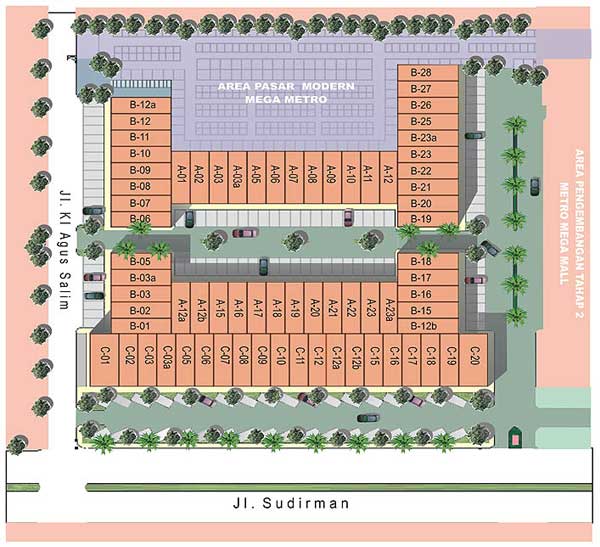 AREA PASAR MODERN
MEGA METRO
B-28
B-27
B-26
B-25
B-23a
B-23
B-22
B-21
B-20
B-19
B-12a
B-12
B-11
B-10
B-09
B-08
B-07
B-06
A-01
A-02
A-03
A-03a
A-05
A-06
A-07
A-08
A-09
A-10
A-11
A-12
AREA PENGEMBANGAN TAHAP 2
METRO MEGA MALL
Jl. KI Agus Salim
B-05
B-03a
B-03
B-02
B-01
A-12a
A-12b
A-15
A-16
A-17
A-18
A-19
A-20
A-21
A-22
A-23
A-23a
B-18
B-17
B-16
B-15
B-12b
C-01
C-02
C-03
C-03a
C-05
C-06
C-07
C-08
C-09
C-10
C-11
C-12
C-12a
C-12b
C-15
C-16
C-17
C-18
C-19
C-20
Jl. Sudirman